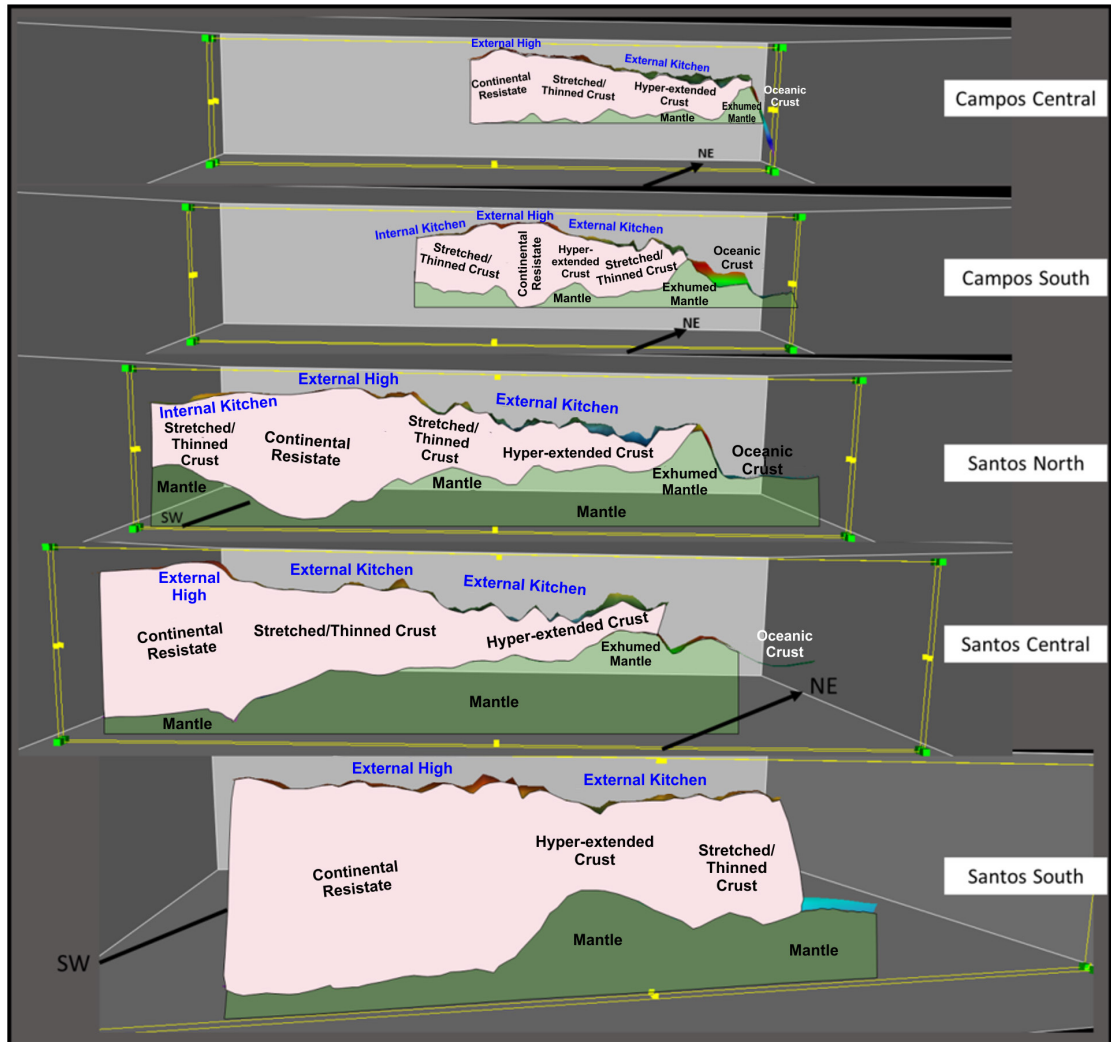 External High
External Kitchen
Continental
Resistate
Stretched/
Thinned Crust
Hyper-extended
Crust
Mantle
Exhumed
Mantle
Oceanic
Crust
Campos Central
NE
Internal Kitchen
External High
External Kitchen
Stretched/
Thinned Crust
Continental
Resistate
Hyper-
extended
Crust
Stretched/
Thinned Crust
Mantle
Exhumed
Mantle
Oceanic
Crust
Campos South
NE
External High
Internal Kitchen
External Kitchen
Stretched/
Thinned
Crust
Continental
Resistate
Stretched/
Thinned
Crust
Hyper-extended Crust
Mantle
Mantle
Exhumed
Mantle
Oceanic
Crust
Mantle
SW
Santos North
External
High
External Kitchen
External Kitchen
Continental
Resistate
Stretched/Thinned Crust
Hyper-extended Crust
Exhumed
Mantle
Oceanic
Crust
Mantle
Mantle
NE
Santos Central
External High
External Kitchen
Continental
Resistate
Hyper-extended
Crust
Stretched/
Thinned
Crust
Mantle
Mantle
SW
Santos South